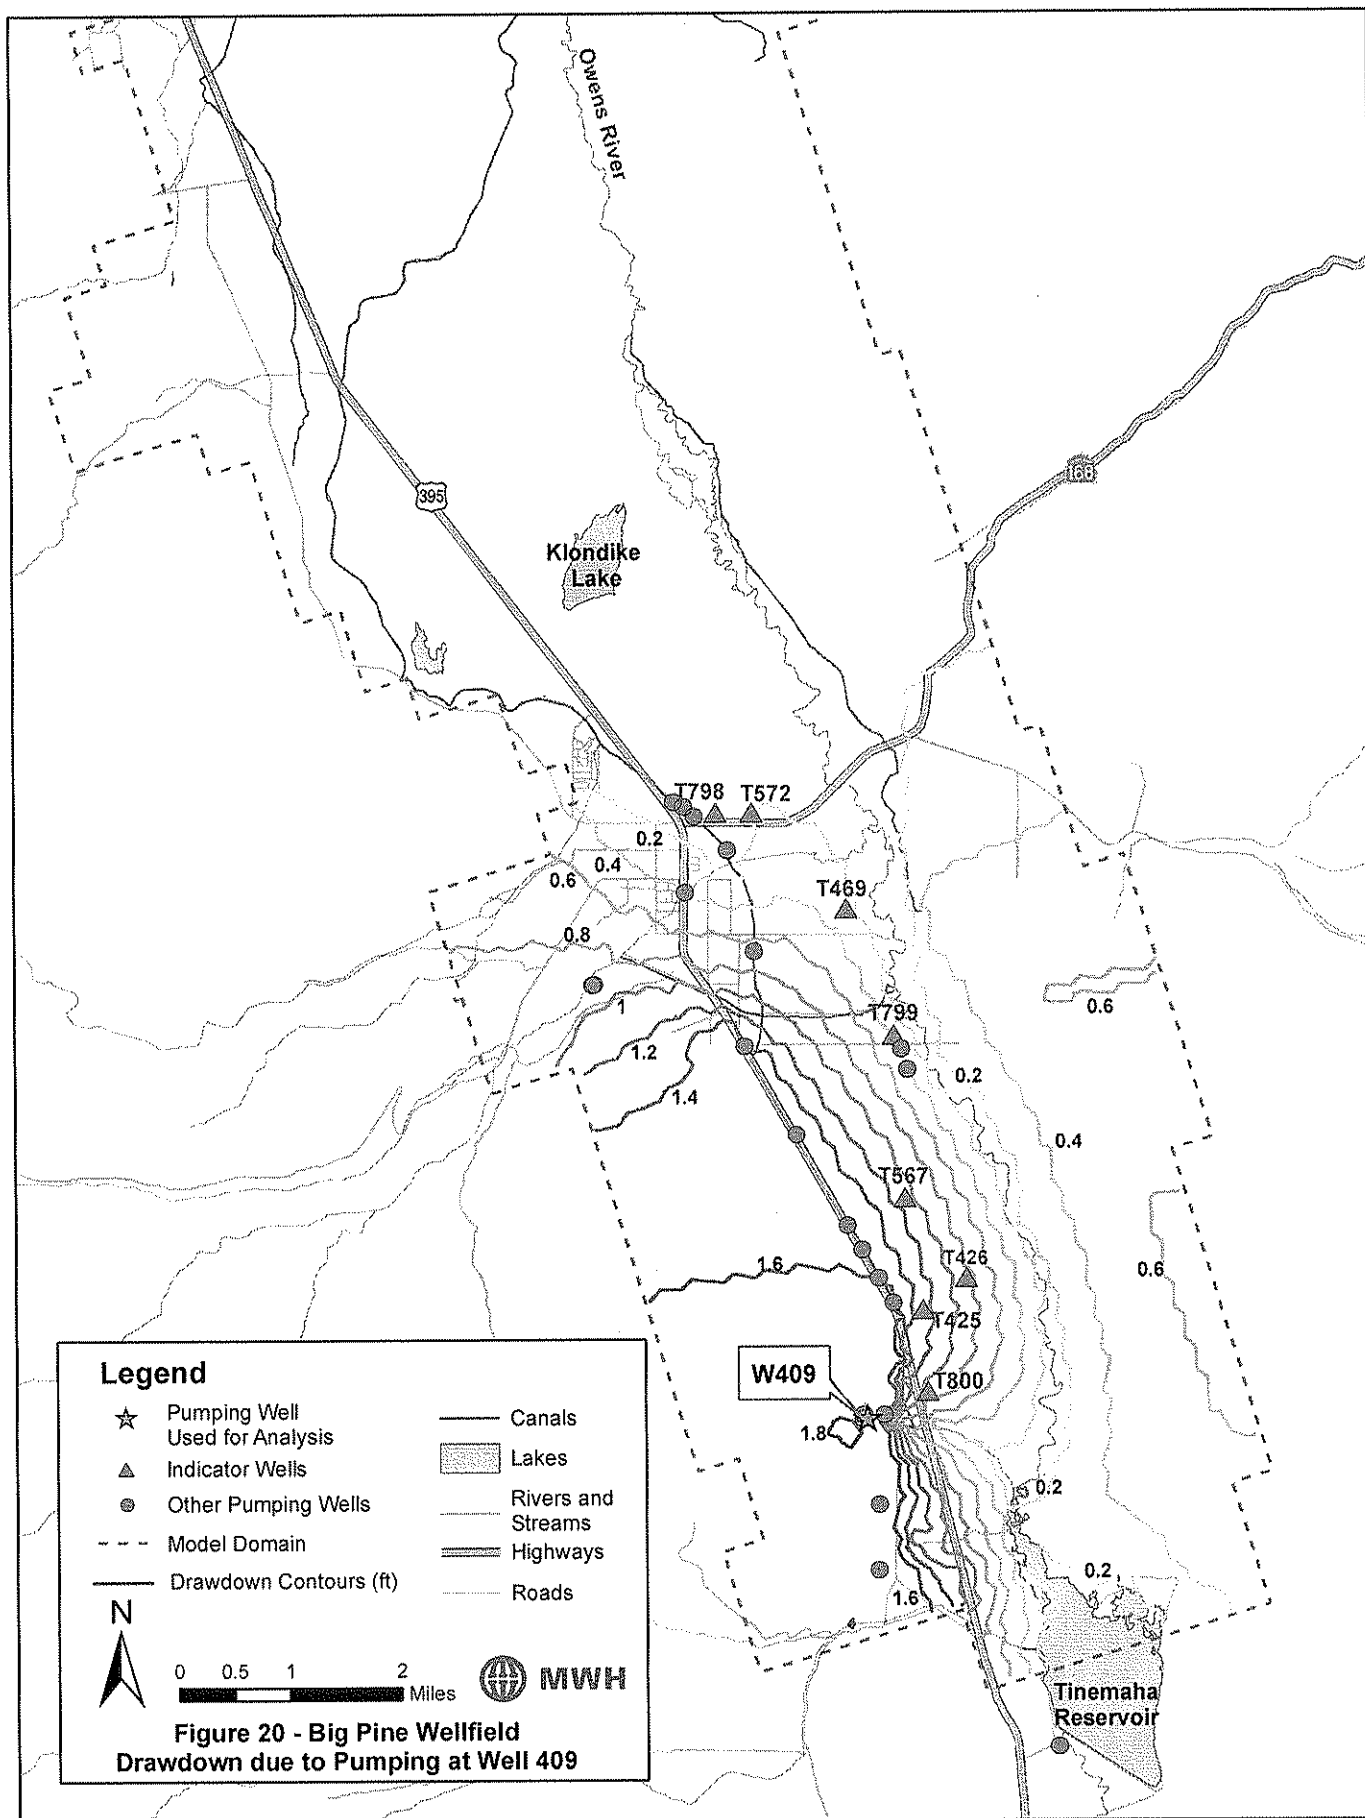 Owens River
395
168
Klondike
Lake
T798
T572
0.2
0.4
0.6
T469
0.8
0.6
1
T799
1.2
0.2
1.4
0.4
T567
1.6
T426
0.6
T425
W409
T800
1.8
0.2
0.2
1.6
Tinemaha
Reservoir
Legend
Pumping Well
Used for Analysis
Indicator Wells
Other Pumping Wells
Model Domain
Drawdown Contours (ft)
Canals
Lakes
Rivers and
Streams
Highways
Roads
N
0 0.5 1 2
Miles
MWH
Figure 20 - Big Pine Wellfield
Drawdown due to Pumping at Well 409